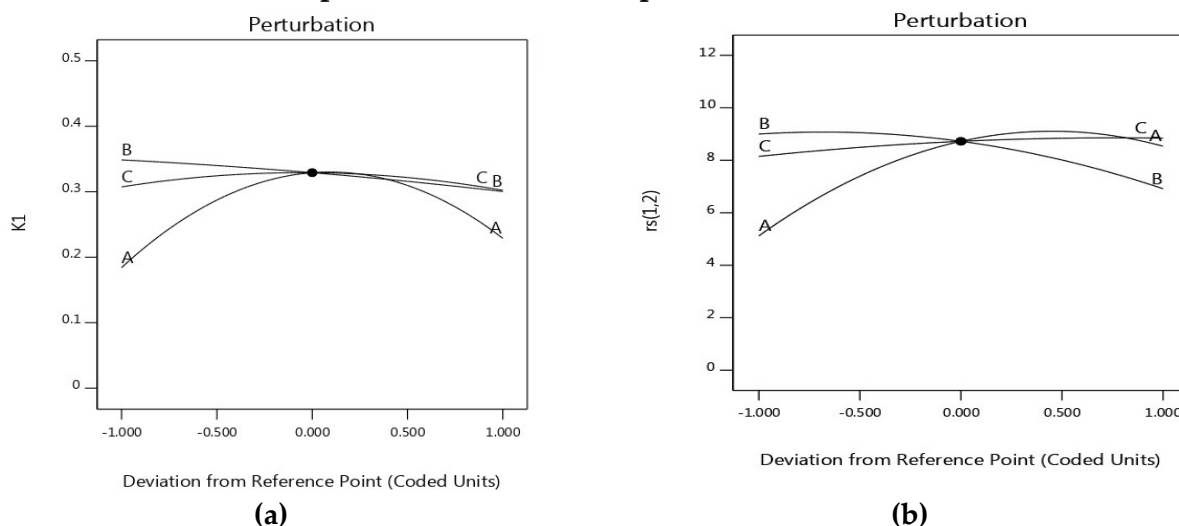 Perturbation
0.5
0.4
0.3
0.2
0.1
0
K1
B
C
A
C B
A
-1.000 -0.500 0.000 0.500 1.000
Deviation from Reference Point (Coded Units)
(a)
Perturbation
12
10
8
6
4
2
0
rs(1,2)
B
C
A
C A
B
-1.000 -0.500 0.000 0.500 1.000
Deviation from Reference Point (Coded Units)
(b)